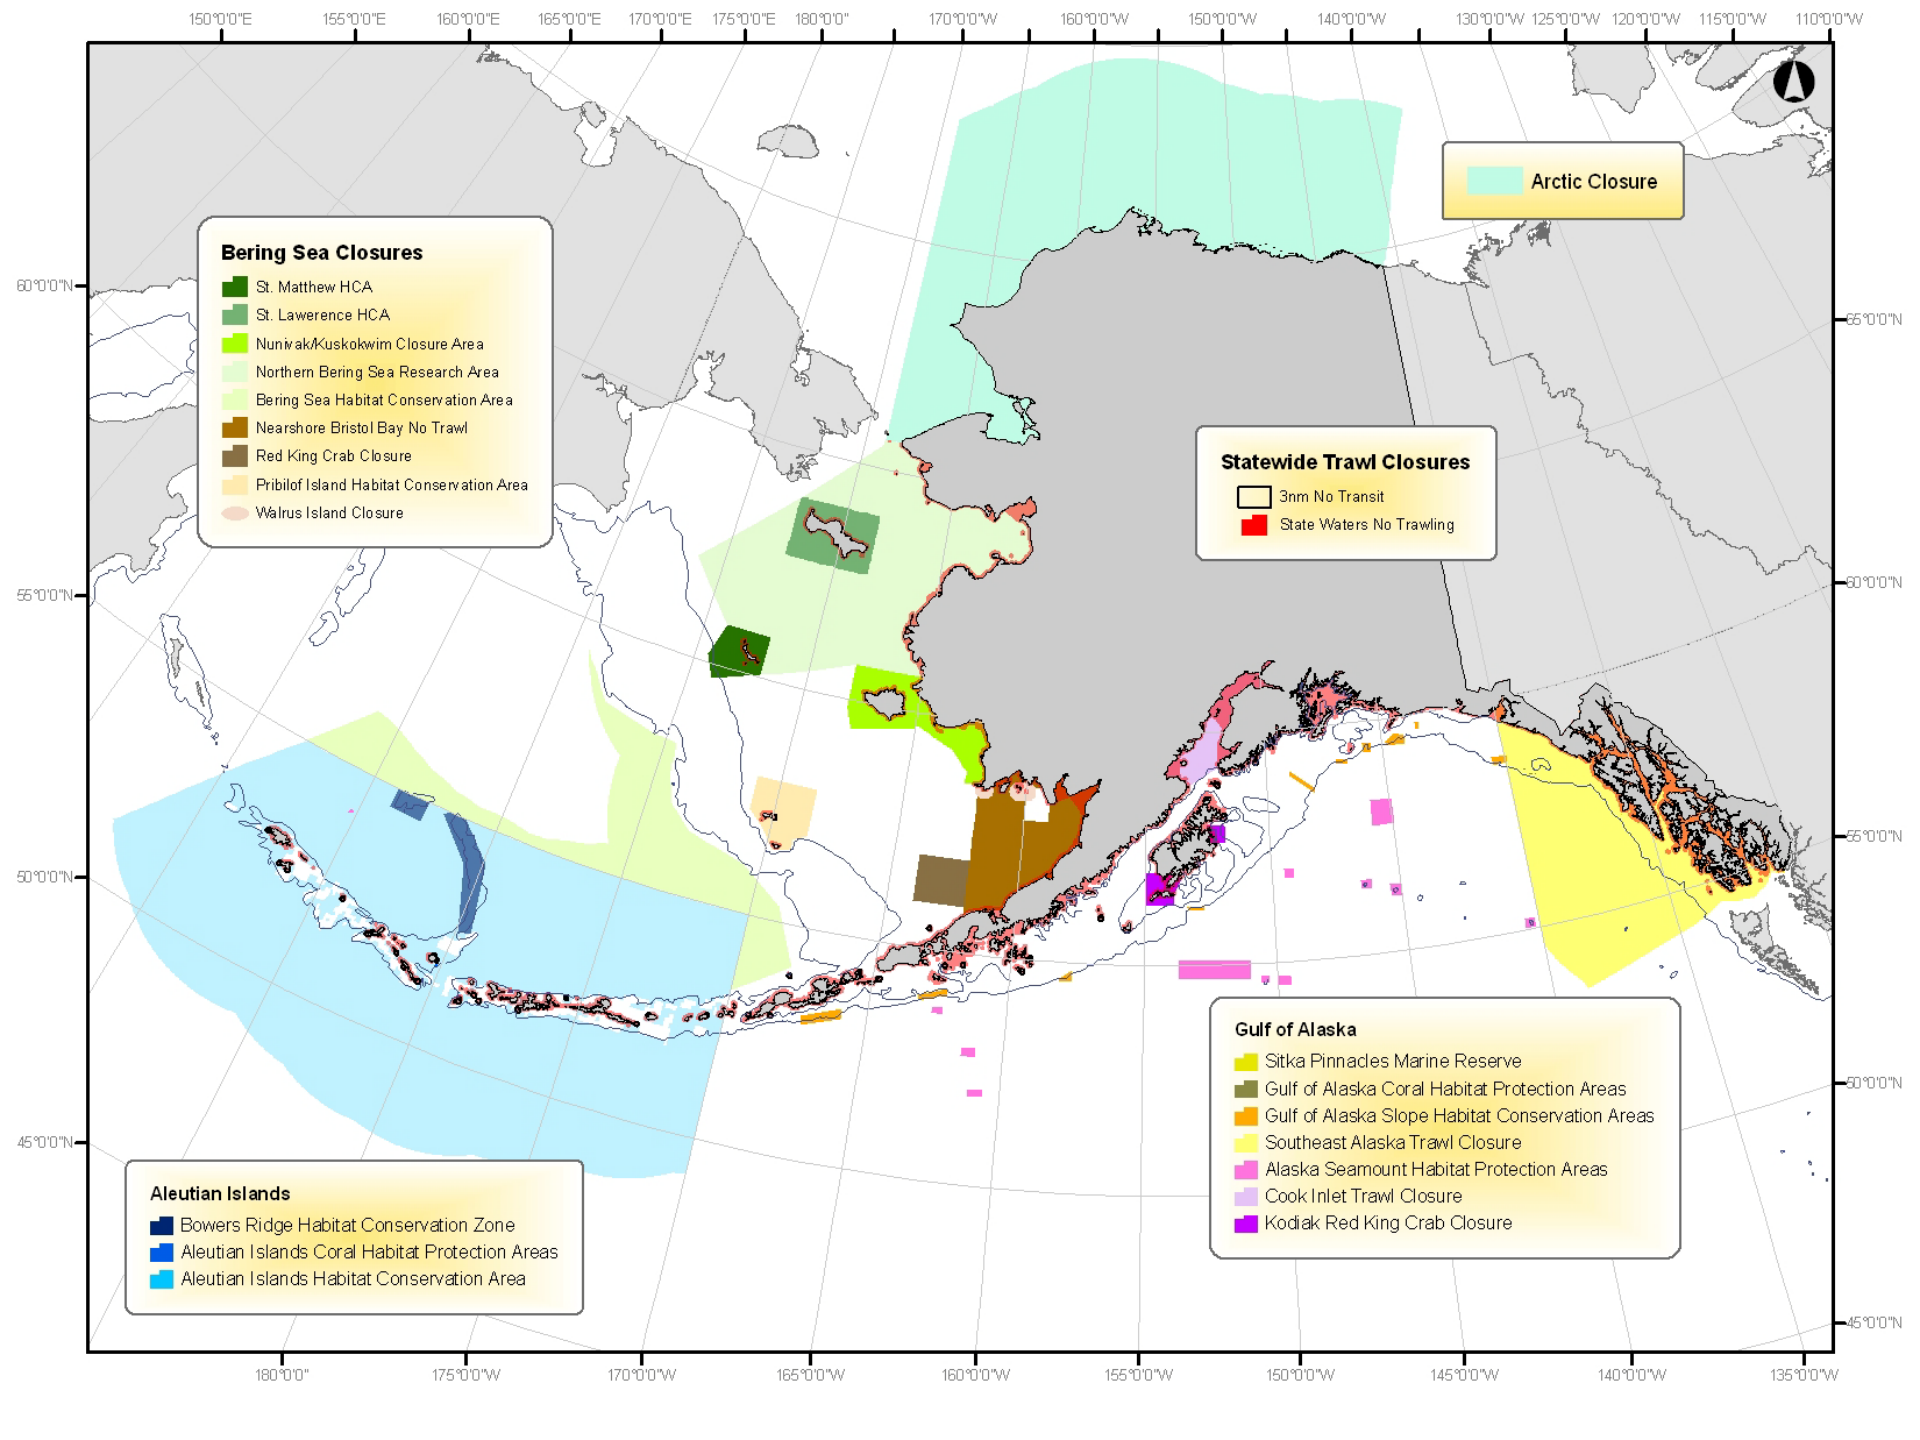 150°0'0"E 155°0'0"E 160°0'0"E 165°0'0"E 170°0'0"E 175°0'0"E 180°0'0" 170°0'0"W 160°0'0"W 150°0'0"W 140°0'0"W 130°0'0"W 125°0'0"W 120°0'0"W 115°0'0"W 110°0'0"W
Arctic Closure
Bering Sea Closures
St. Matthew HCA
St. Lawerence HCA
Nunivak/Kuskokwim Closure Area
Northern Bering Sea Research Area
Bering Sea Habitat Conservation Area
Nearshore Bristol Bay No Trawl
Red King Crab Closure
Pribilof Island Habitat Conservation Area
Walrus Island Closure
60°0'0"N
55°0'0"N
50°0'0"N
45°0'0"N
Statewide Trawl Closures
3nm No Transit
State Waters No Trawling
65°0'0"N
60°0'0"N
55°0'0"N
50°0'0"N
45°0'0"N
Gulf of Alaska
Sitka Pinnacles Marine Reserve
Gulf of Alaska Coral Habitat Protection Areas
Gulf of Alaska Slope Habitat Conservation Areas
Southeast Alaska Trawl Closure
Alaska Seamount Habitat Protection Areas
Cook Inlet Trawl Closure
Kodiak Red King Crab Closure
Aleutian Islands
Bowers Ridge Habitat Conservation Zone
Aleutian Islands Coral Habitat Protection Areas
Aleutian Islands Habitat Conservation Area
180°0'0" 175°0'0"W 170°0'0"W 165°0'0"W 160°0'0"W 155°0'0"W 150°0'0"W 145°0'0"W 140°0'0"W 135°0'0"W